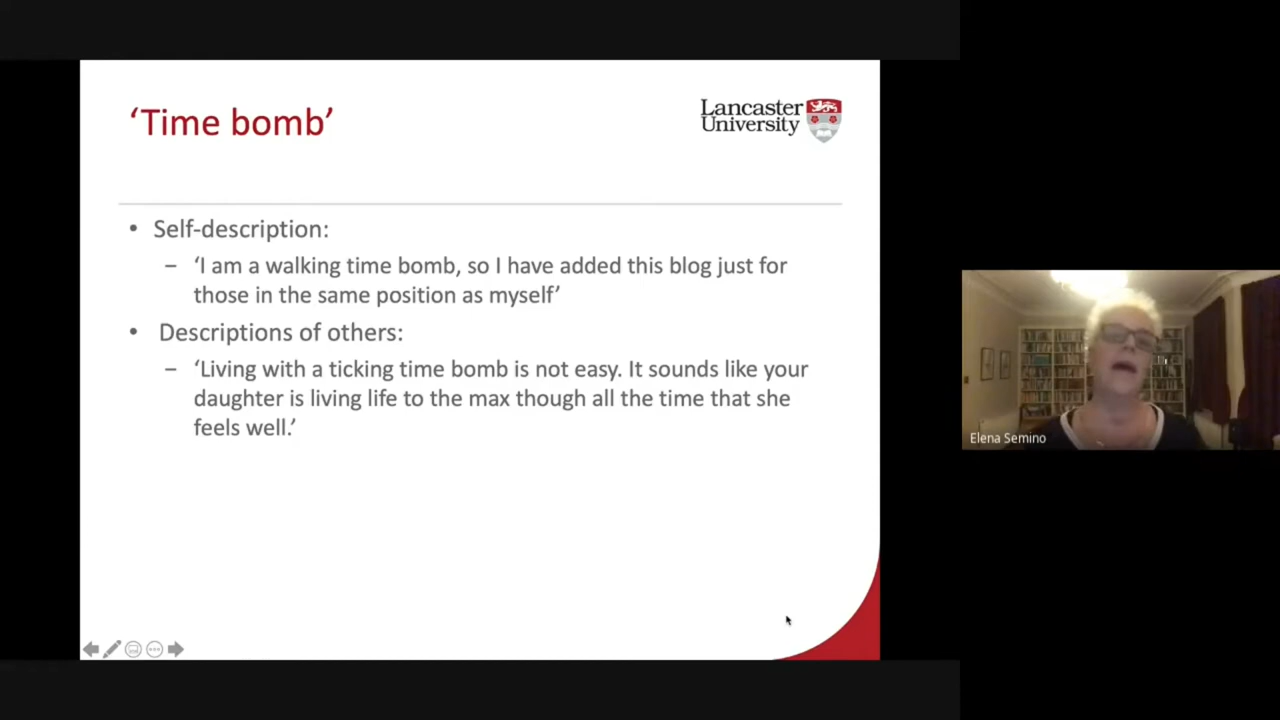 ‘Time bomb’
Lancaster
University
• Self-description:
– ‘I am a walking time bomb, so I have added this blog just for
those in the same position as myself’
• Descriptions of others:
– ‘Living with a ticking time bomb is not easy. It sounds like your
daughter is living life to the max though all the time that she
feels well.’
Elena Semino